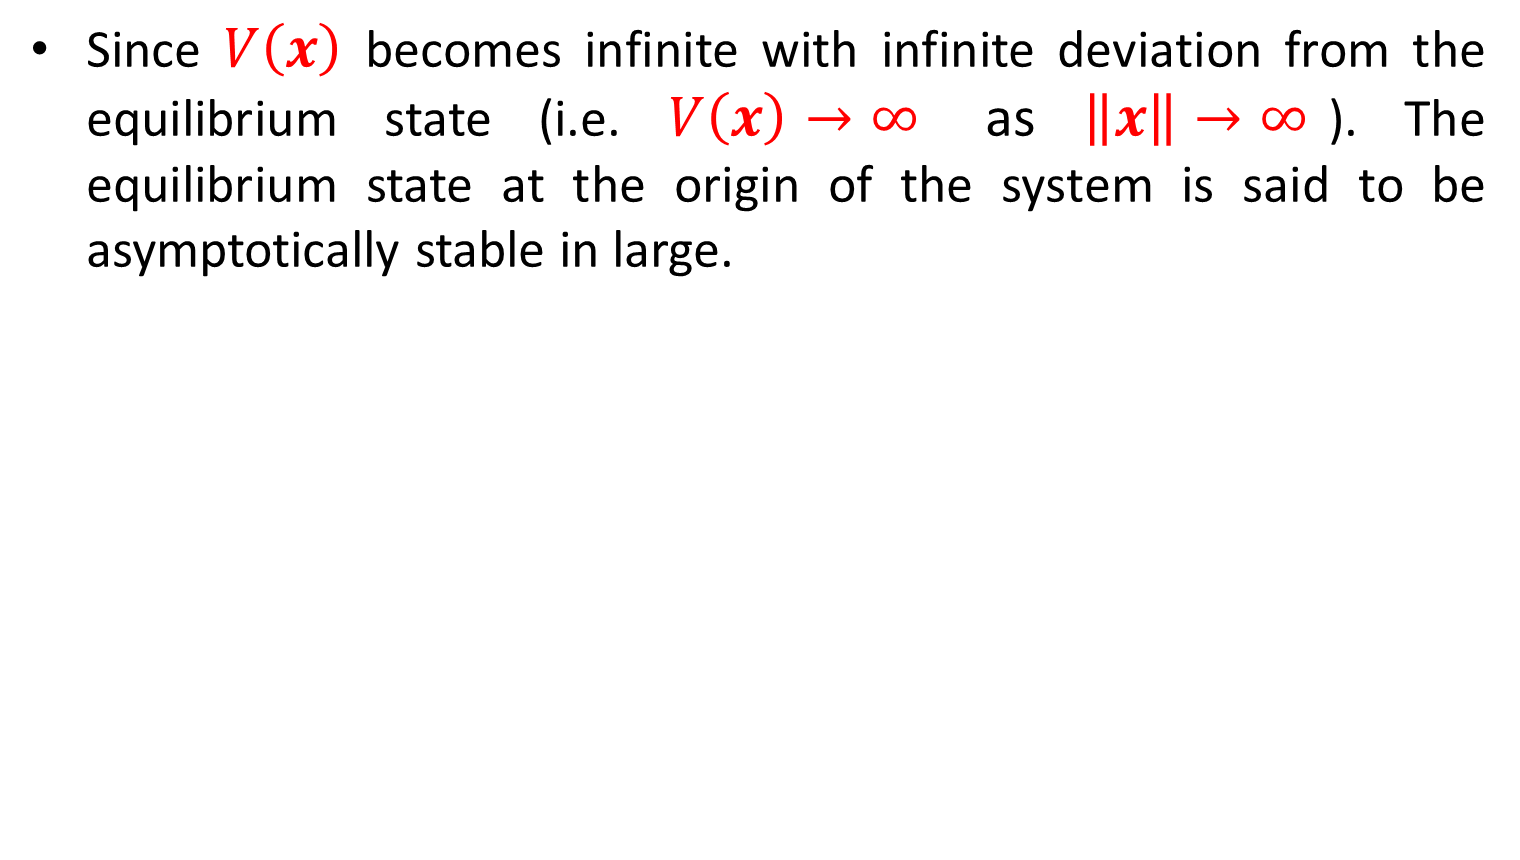 • Since V(x) becomes infinite with infinite deviation from the
equilibrium state (i.e. V(x) → ∞ as ‖x‖ → ∞ ). The
equilibrium state at the origin of the system is said to be
asymptotically stable in large.